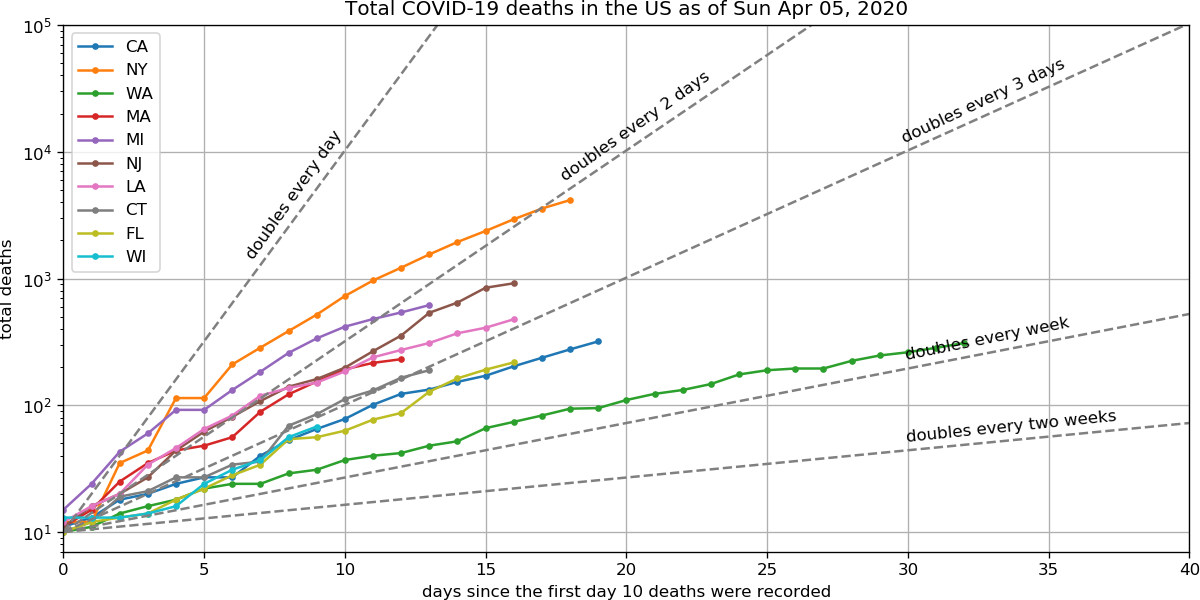 Total COVID-19 deaths in the US as of Sun Apr 05, 2020
total deaths
10⁵
10⁴
10³
10²
10¹
CA
NY
WA
MA
MI
NJ
LA
CT
FL
WI
doubles every day
doubles every 2 days
doubles every 3 days
doubles every week
doubles every two weeks
0 5 10 15 20 25 30 35 40
days since the first day 10 deaths were recorded